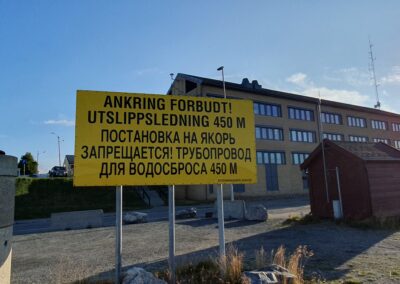 ANKRING FORBUDT!
UTSLIPPSLEDNING 450 M
ПОСТАНОВКА НА ЯКОРЬ
ЗАПРЕЩАЕТСЯ! ТРУБОПРОВОД
ДЛЯ ВОДОСБРОСА 450 М